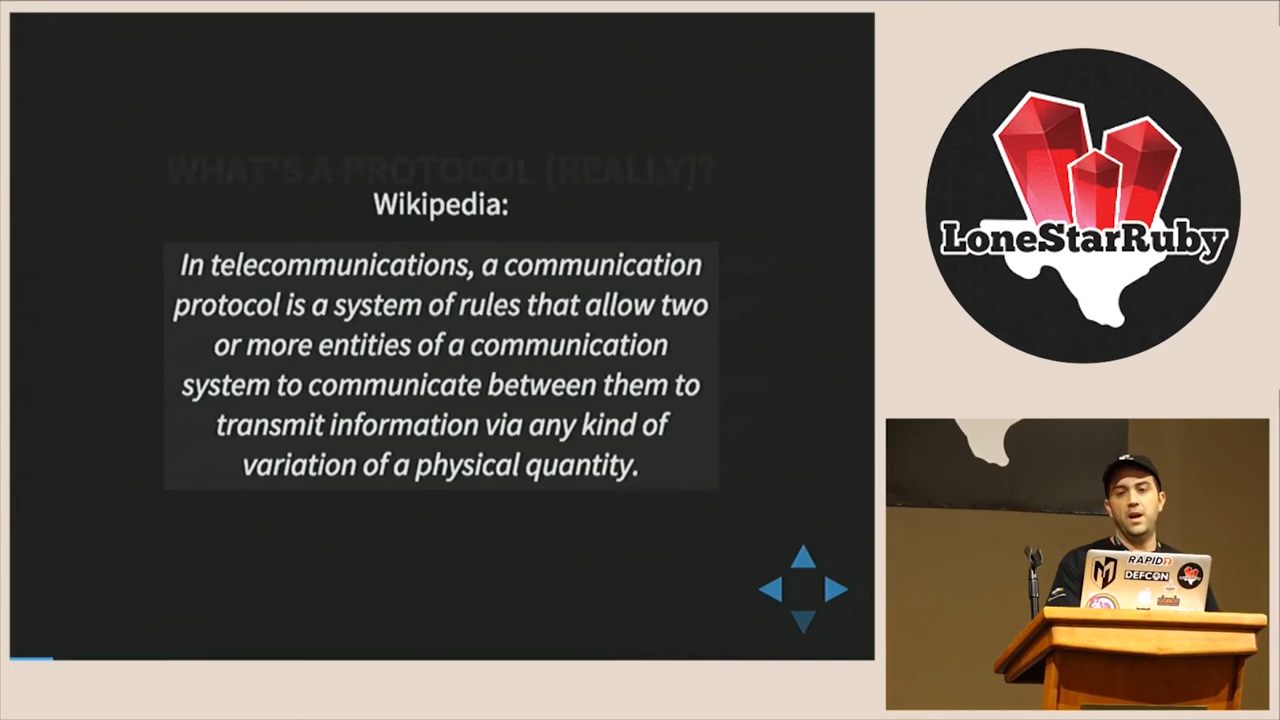 WHAT'S A PROTOCOL (REALLY)?
Wikipedia:
In telecommunications, a communication
protocol is a system of rules that allow two
or more entities of a communication
system to communicate between them to
transmit information via any kind of
variation of a physical quantity.
LoneStarRuby
RAPID7
DEFCON